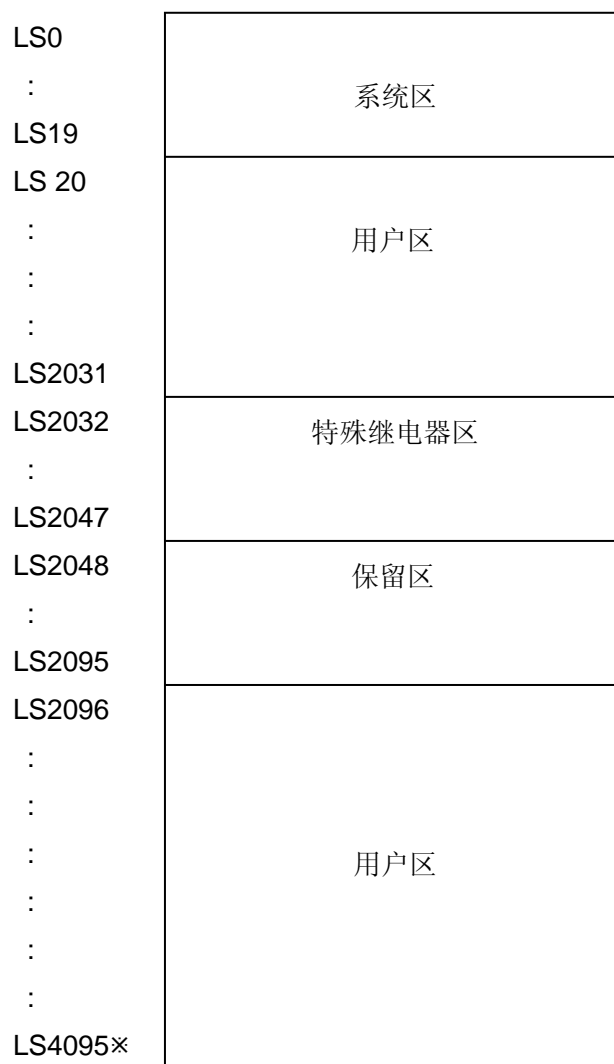 LS0
:
系统区
LS19
LS 20
:
用户区
:
:
LS2031
LS2032
特殊继电器区
:
LS2047
LS2048
保留区
:
LS2095
LS2096
:
:
:
用户区
:
:
:
LS4095※